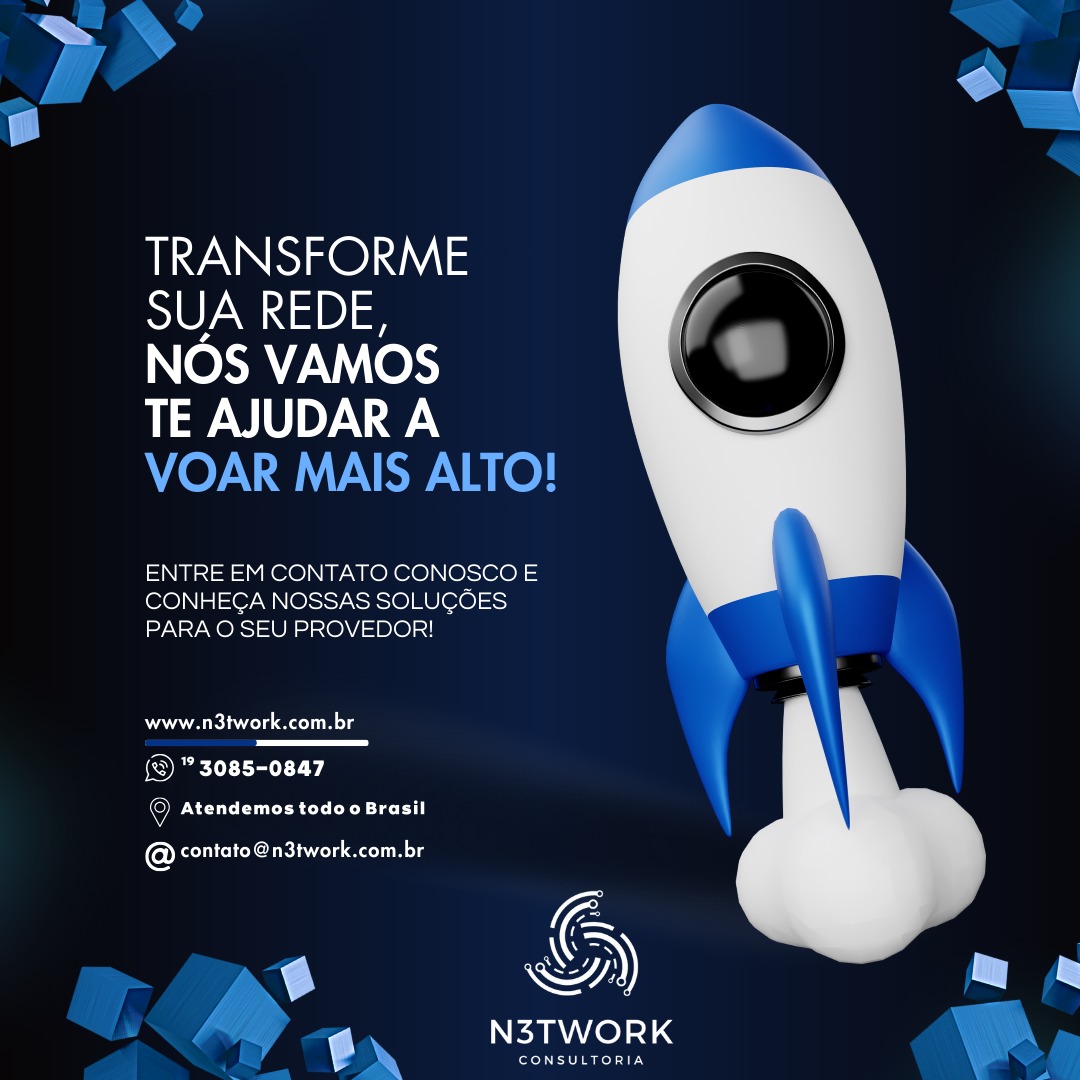 TRANSFORME
SUA REDE,
NÓS VAMOS
TE AJUDAR A
VOAR MAIS ALTO!
ENTRE EM CONTATO CONOSCO E
CONHEÇA NOSSAS SOLUÇÕES
PARA O SEU PROVEDOR!
www.n3twork.com.br
19 3085-0847
Atendemos todo o Brasil
@ contato@n3twork.com.br
N3TWORK
CONSULTORIA